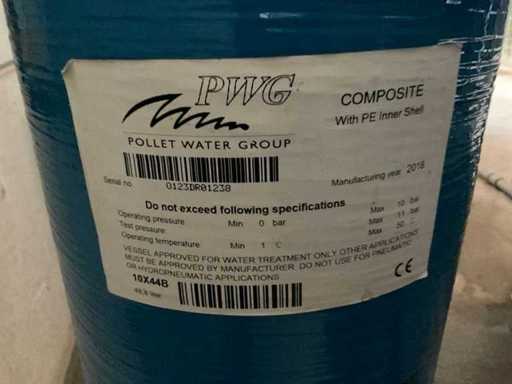 PWG
POLLET WATER GROUP
COMPOSITE
With PE Inner Shell
Serial no
0123DR01238
Manufacturing year 2018
Do not exceed following specifications
Operating pressure Min 0 bar Max 10 bar
Test pressure Max 11 bar
Operating temperature Min 1 °C Max 50 °C
VESSEL APPROVED FOR WATER TREATMENT ONLY. OTHER APPLICATIONS
MUST BE APPROVED BY MANUFACTURER. DO NOT USE FOR PNEUMATIC
OR HYDROPNEUMATIC APPLICATIONS
10X44B
CE